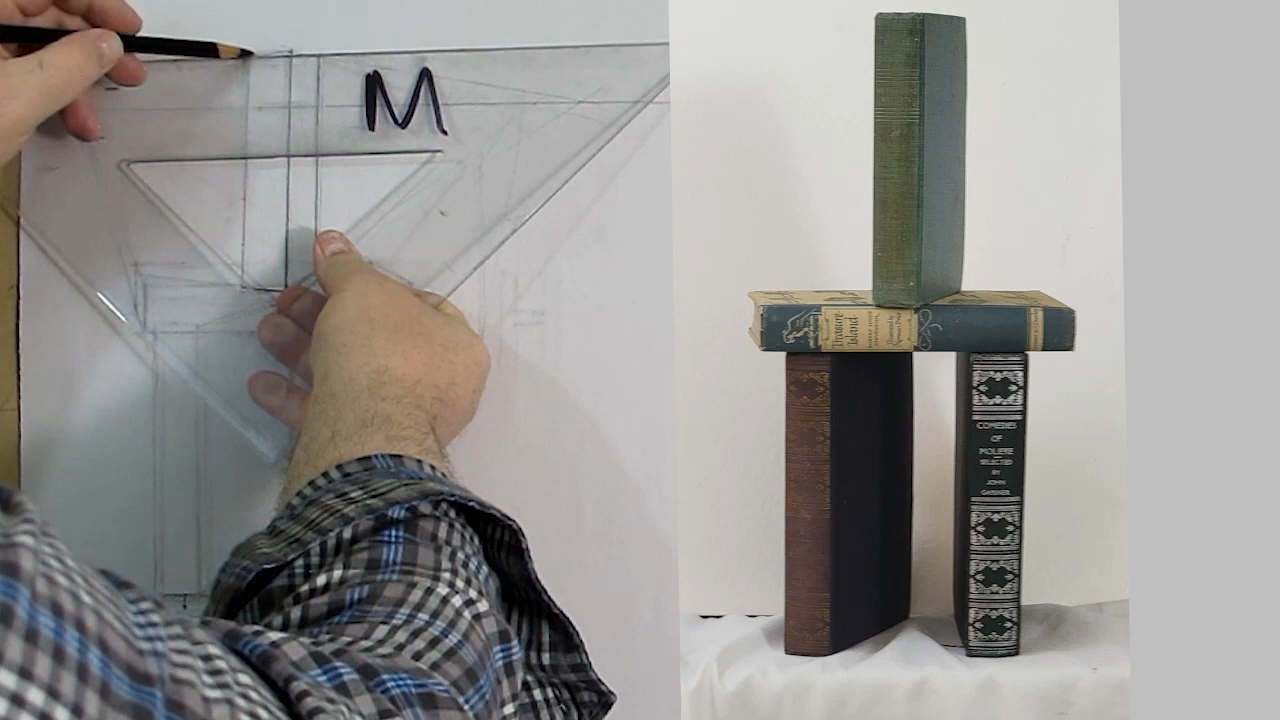 M
Treasure
Island
COMEDIES
OF
MOLIERE
SELECTED
BY
JOHN
GASSNER